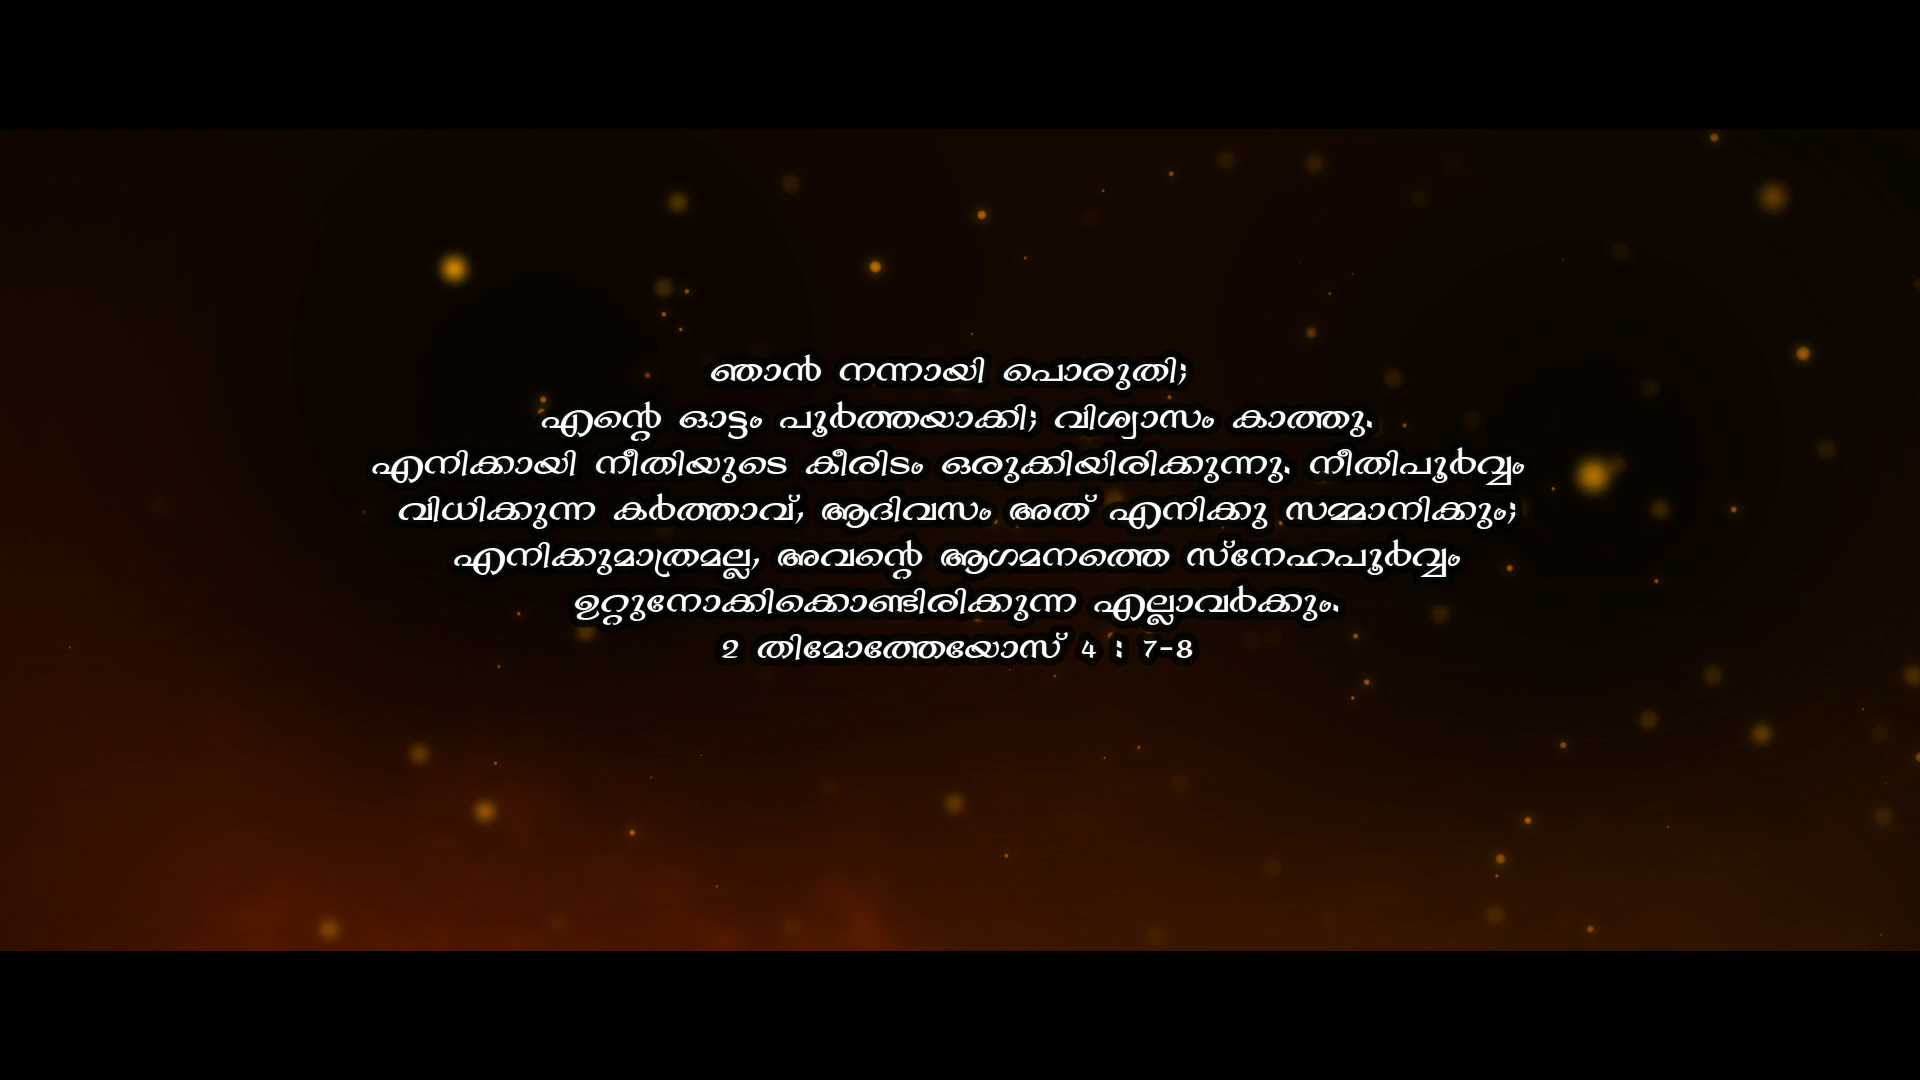 ഞാൻ നന്നായി പൊരുതി;
എന്റെ ഓട്ടം പൂർത്തയാക്കി; വിശ്വാസം കാത്തു.
എനിക്കായി നീതിയുടെ കീരിടം ഒരുക്കിയിരിക്കുന്നു. നീതിപൂർവ്വം
വിധിക്കുന്ന കർത്താവ്, ആദിവസം അത് എനിക്കു സമ്മാനിക്കും;
എനിക്കുമാത്രമല്ല, അവന്റെ ആഗമനത്തെ സ്നേഹപൂർവ്വം
ഉറ്റുനോക്കിക്കൊണ്ടിരിക്കുന്ന എല്ലാവർക്കും.
2 തിമോത്തേയോസ് 4 : 7-8